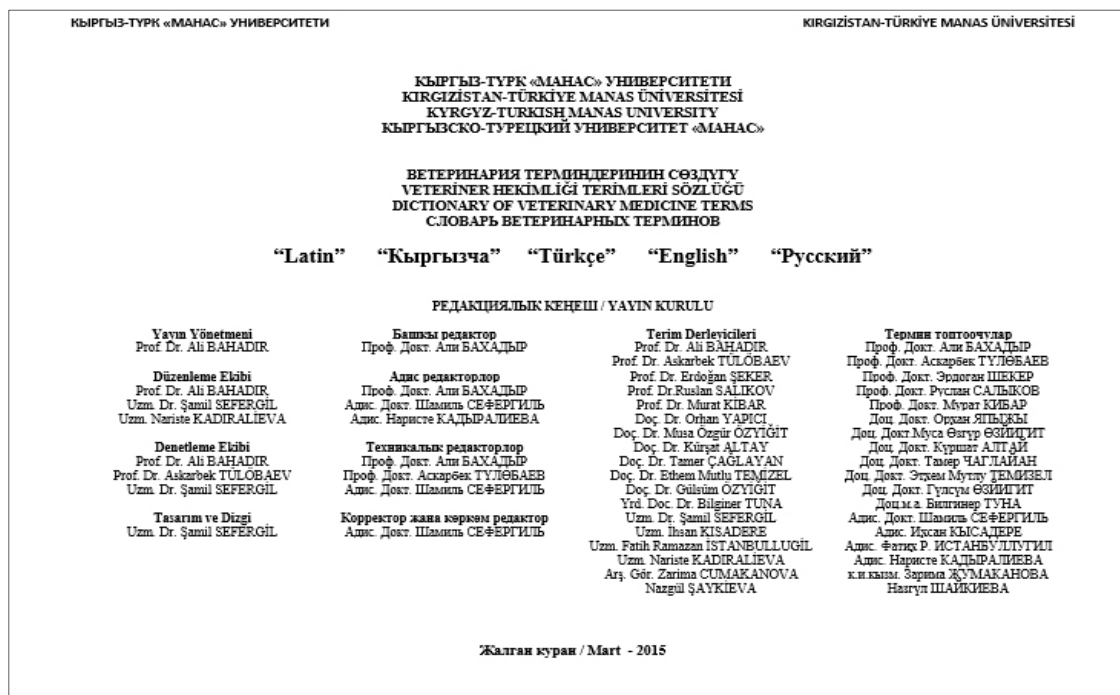 КЫРГЫЗ-ТҮРК «МАНАС» УНИВЕРСИТЕТИ
KIRGIZİSTAN-TÜRKİYE MANAS ÜNİVERSİTESİ
КЫРГЫЗ-ТҮРК «МАНАС» УНИВЕРСИТЕТИ
KIRGIZİSTAN-TÜRKİYE MANAS ÜNİVERSİTESİ
KYRGYZ-TURKISH MANAS UNIVERSITY
КЫРГЫЗСКО-ТУРЕЦКИЙ УНИВЕРСИТЕТ «МАНАС»
ВЕТЕРИНАРИЯ ТЕРМИНДЕРИНИН СӨЗДҮГҮ
VETERİNER HEKİMLİĞİ TERİMLERİ SÖZLÜĞÜ
DICTIONARY OF VETERINARY MEDICINE TERMS
СЛОВАРЬ ВЕТЕРИНАРНЫХ ТЕРМИНОВ
“Latin” “Кыргызча” “Türkçe” “English” “Русский”
РЕДАКЦИЯЛЫК КЕҢЕШ / YAYIN KURULU
Yayın Yönetmeni
Prof. Dr. Ali BAHADIR
Düzenleme Ekibi
Prof. Dr. Ali BAHADIR
Uzm. Dr. Şamil SEFERGİL
Uzm. Nariste KADIRALİEVA
Denetleme Ekibi
Prof. Dr. Ali BAHADIR
Prof. Dr. Askarbek TÜLÖBAEV
Uzm. Dr. Şamil SEFERGİL
Tasarım ve Dizgi
Uzm. Dr. Şamil SEFERGİL
Башкы редактор
Проф. Докт. Али БАХАДЫР
Адис редакторлор
Проф. Докт. Али БАХАДЫР
Адис. Докт. Шамиль СЕФЕРГИЛЬ
Адис. Наристе КАДЫРАЛИЕВА
Техникалык редакторлор
Проф. Докт. Али БАХАДЫР
Проф. Докт. Аскарбек ТҮЛӨБАЕВ
Адис. Докт. Шамиль СЕФЕРГИЛЬ
Корректор жана көркөм редактор
Адис. Докт. Шамиль СЕФЕРГИЛЬ
Terim Derleyicileri
Prof. Dr. Ali BAHADIR
Prof. Dr. Askarbek TÜLÖBAEV
Prof. Dr. Erdoğan ŞEKER
Prof. Dr.Ruslan SALIKOV
Prof. Dr. Murat KİBAR
Doç. Dr. Orhan YAPICI
Doç. Dr. Musa Özgür ÖZYİĞİT
Doç. Dr. Kürşat ALTAY
Doç. Dr. Tamer ÇAĞLAYAN
Doç. Dr. Ethem Mutlu TEMİZEL
Doç. Dr. Gülsüm ÖZYİĞİT
Yrd. Doc. Dr. Bilginer TUNA
Uzm. Dr. Şamil SEFERGİL
Uzm. İhsan KISADERE
Uzm. Fatih Ramazan İSTANBULLUGİL
Uzm. Nariste KADIRALİEVA
Arş. Gör. Zarima CUMAKANOVA
Nazgül ŞAYKIEVA
Термин топтоочулар
Проф. Докт. Али БАХАДЫР
Проф. Докт. Аскарбек ТҮЛӨБАЕВ
Проф. Докт. Эрдоган ШЕКЕР
Проф. Докт. Руслан САЛЫКОВ
Проф. Докт. Мурат КИБАР
Доц. Докт. Орхан ЯПЫЖЫ
Доц. Докт.Муса Өзгүр ӨЗЙИГИТ
Доц. Докт. Күршат АЛТАЙ
Доц. Докт. Тамер ЧАГЛАЙАН
Доц. Докт. Этхем Мутлу ТЕМИЗЕЛ
Доц. Докт. Гүлсүм ӨЗЙИГИТ
Доц.м.а. Билгинер ТУНА
Адис. Докт. Шамиль СЕФЕРГИЛЬ
Адис. Ихсан КЫСАДЕРЕ
Адис. Фатих Р. ИСТАНБУЛЛУГИЛ
Адис. Наристе КАДЫРАЛИЕВА
к.и.кызм. Зарима ЖУМАКАНОВА
Назгүл ШАЙКИЕВА
Жалган куран / Mart - 2015